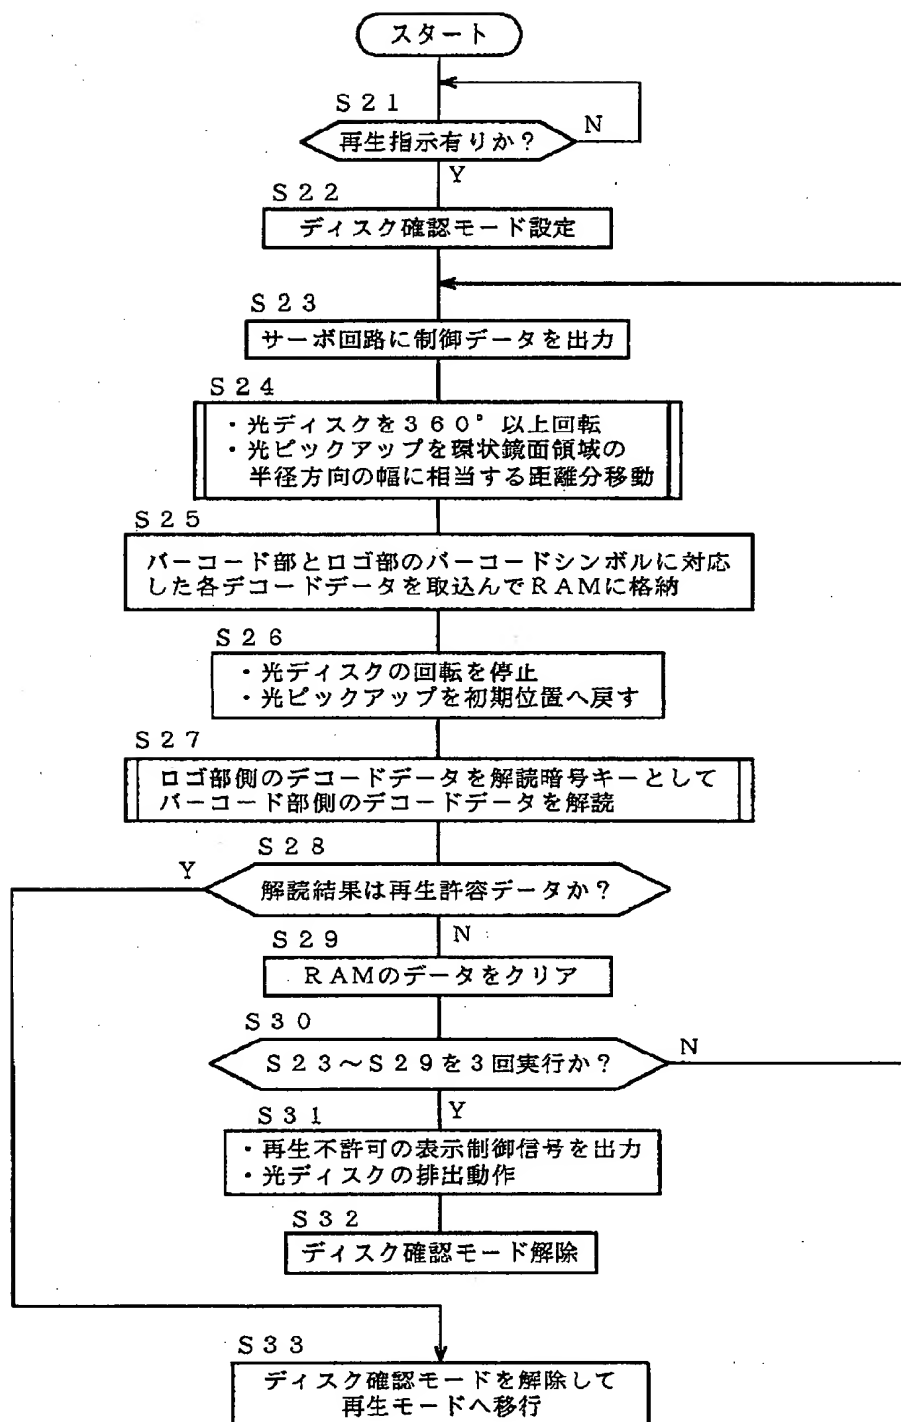 スタート
S21
再生指示有りか?
N
Y
S22
ディスク確認モード設定
S23
サーボ回路に制御データを出力
S24
・光ディスクを360°以上回転
・光ピックアップを環状鏡面領域の
半径方向の幅に相当する距離分移動
S25
バーコード部とロゴ部のバーコードシンボルに対応
した各デコードデータを取込んでRAMに格納
S26
・光ディスクの回転を停止
・光ピックアップを初期位置へ戻す
S27
ロゴ部側のデコードデータを解読暗号キーとして
バーコード部側のデコードデータを解読
S28
Y
解読結果は再生許容データか?
N
S29
RAMのデータをクリア
S30
S23~S29を3回実行か?
N
Y
S31
・再生不許可の表示制御信号を出力
・光ディスクの排出動作
S32
ディスク確認モード解除
S33
ディスク確認モードを解除して
再生モードへ移行